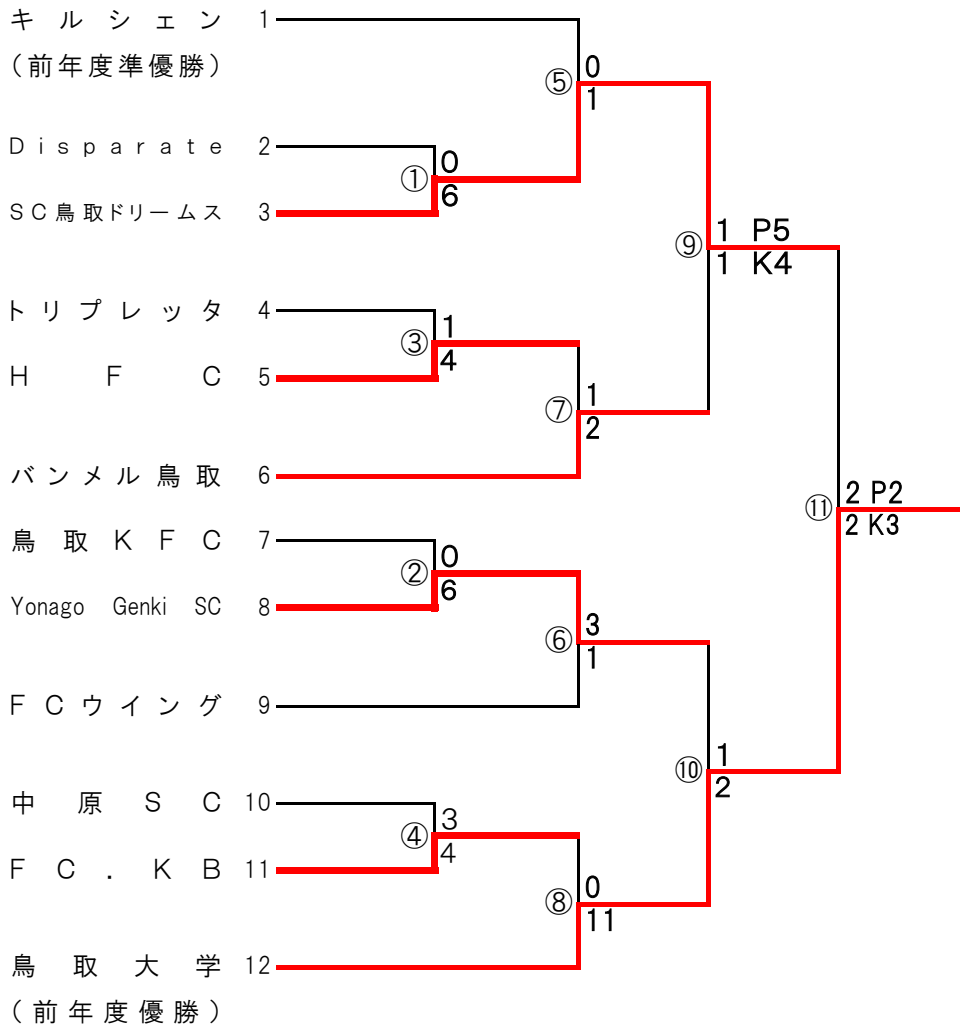 キルシェン 1
（前年度準優勝）
⑤ 0
1
Disparate 2
① 0
6
SC鳥取ドリームス 3
⑨ 1 P5
1 K4
トリプレッタ 4
③ 1
4
HFC 5
⑦ 1
2
バンメル鳥取 6
⑪ 2 P2
2 K3
鳥取KFC 7
② 0
6
Yonago Genki SC 8
⑥ 3
1
FCウイング 9
⑩ 1
2
中原SC 10
④ 3
4
FC.KB 11
⑧ 0
11
鳥取大学 12
（前年度優勝）